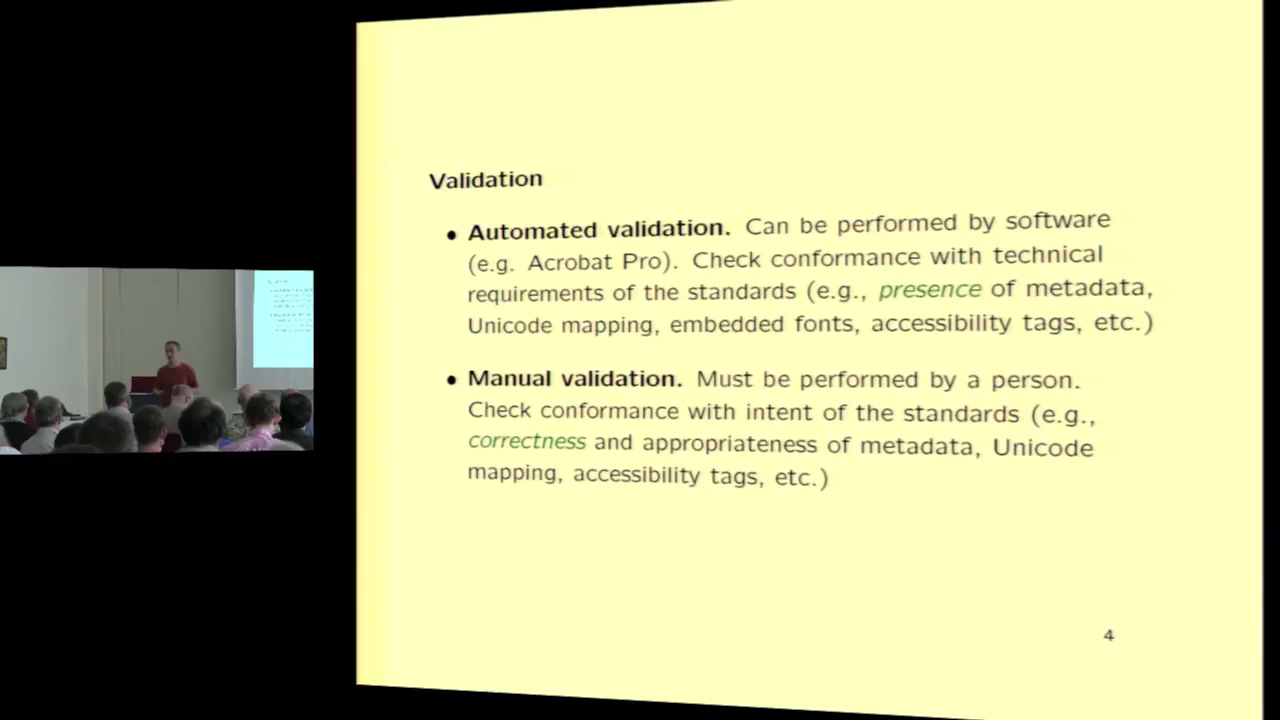 Validation
• Automated validation. Can be performed by software
(e.g. Acrobat Pro). Check conformance with technical
requirements of the standards (e.g., presence of metadata,
Unicode mapping, embedded fonts, accessibility tags, etc.)
• Manual validation. Must be performed by a person.
Check conformance with intent of the standards (e.g.,
correctness and appropriateness of metadata, Unicode
mapping, accessibility tags, etc.)
4